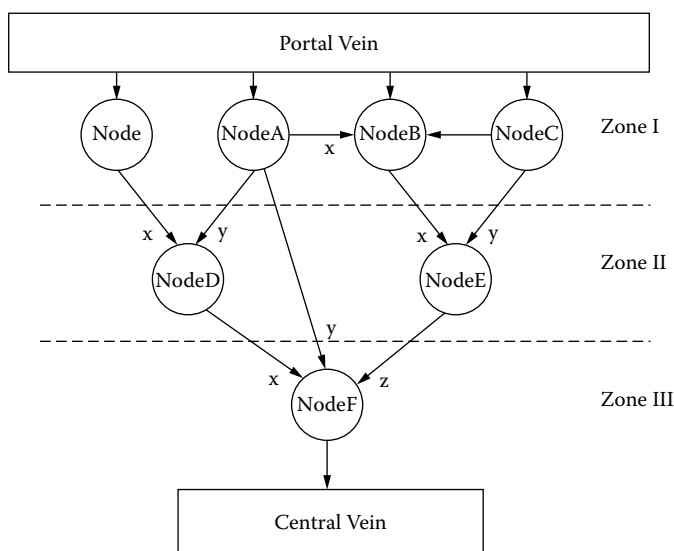 Portal Vein
Node
NodeA
NodeB
NodeC
Zone I
x
x
y
x
y
NodeD
NodeE
Zone II
y
x
z
NodeF
Zone III
Central Vein